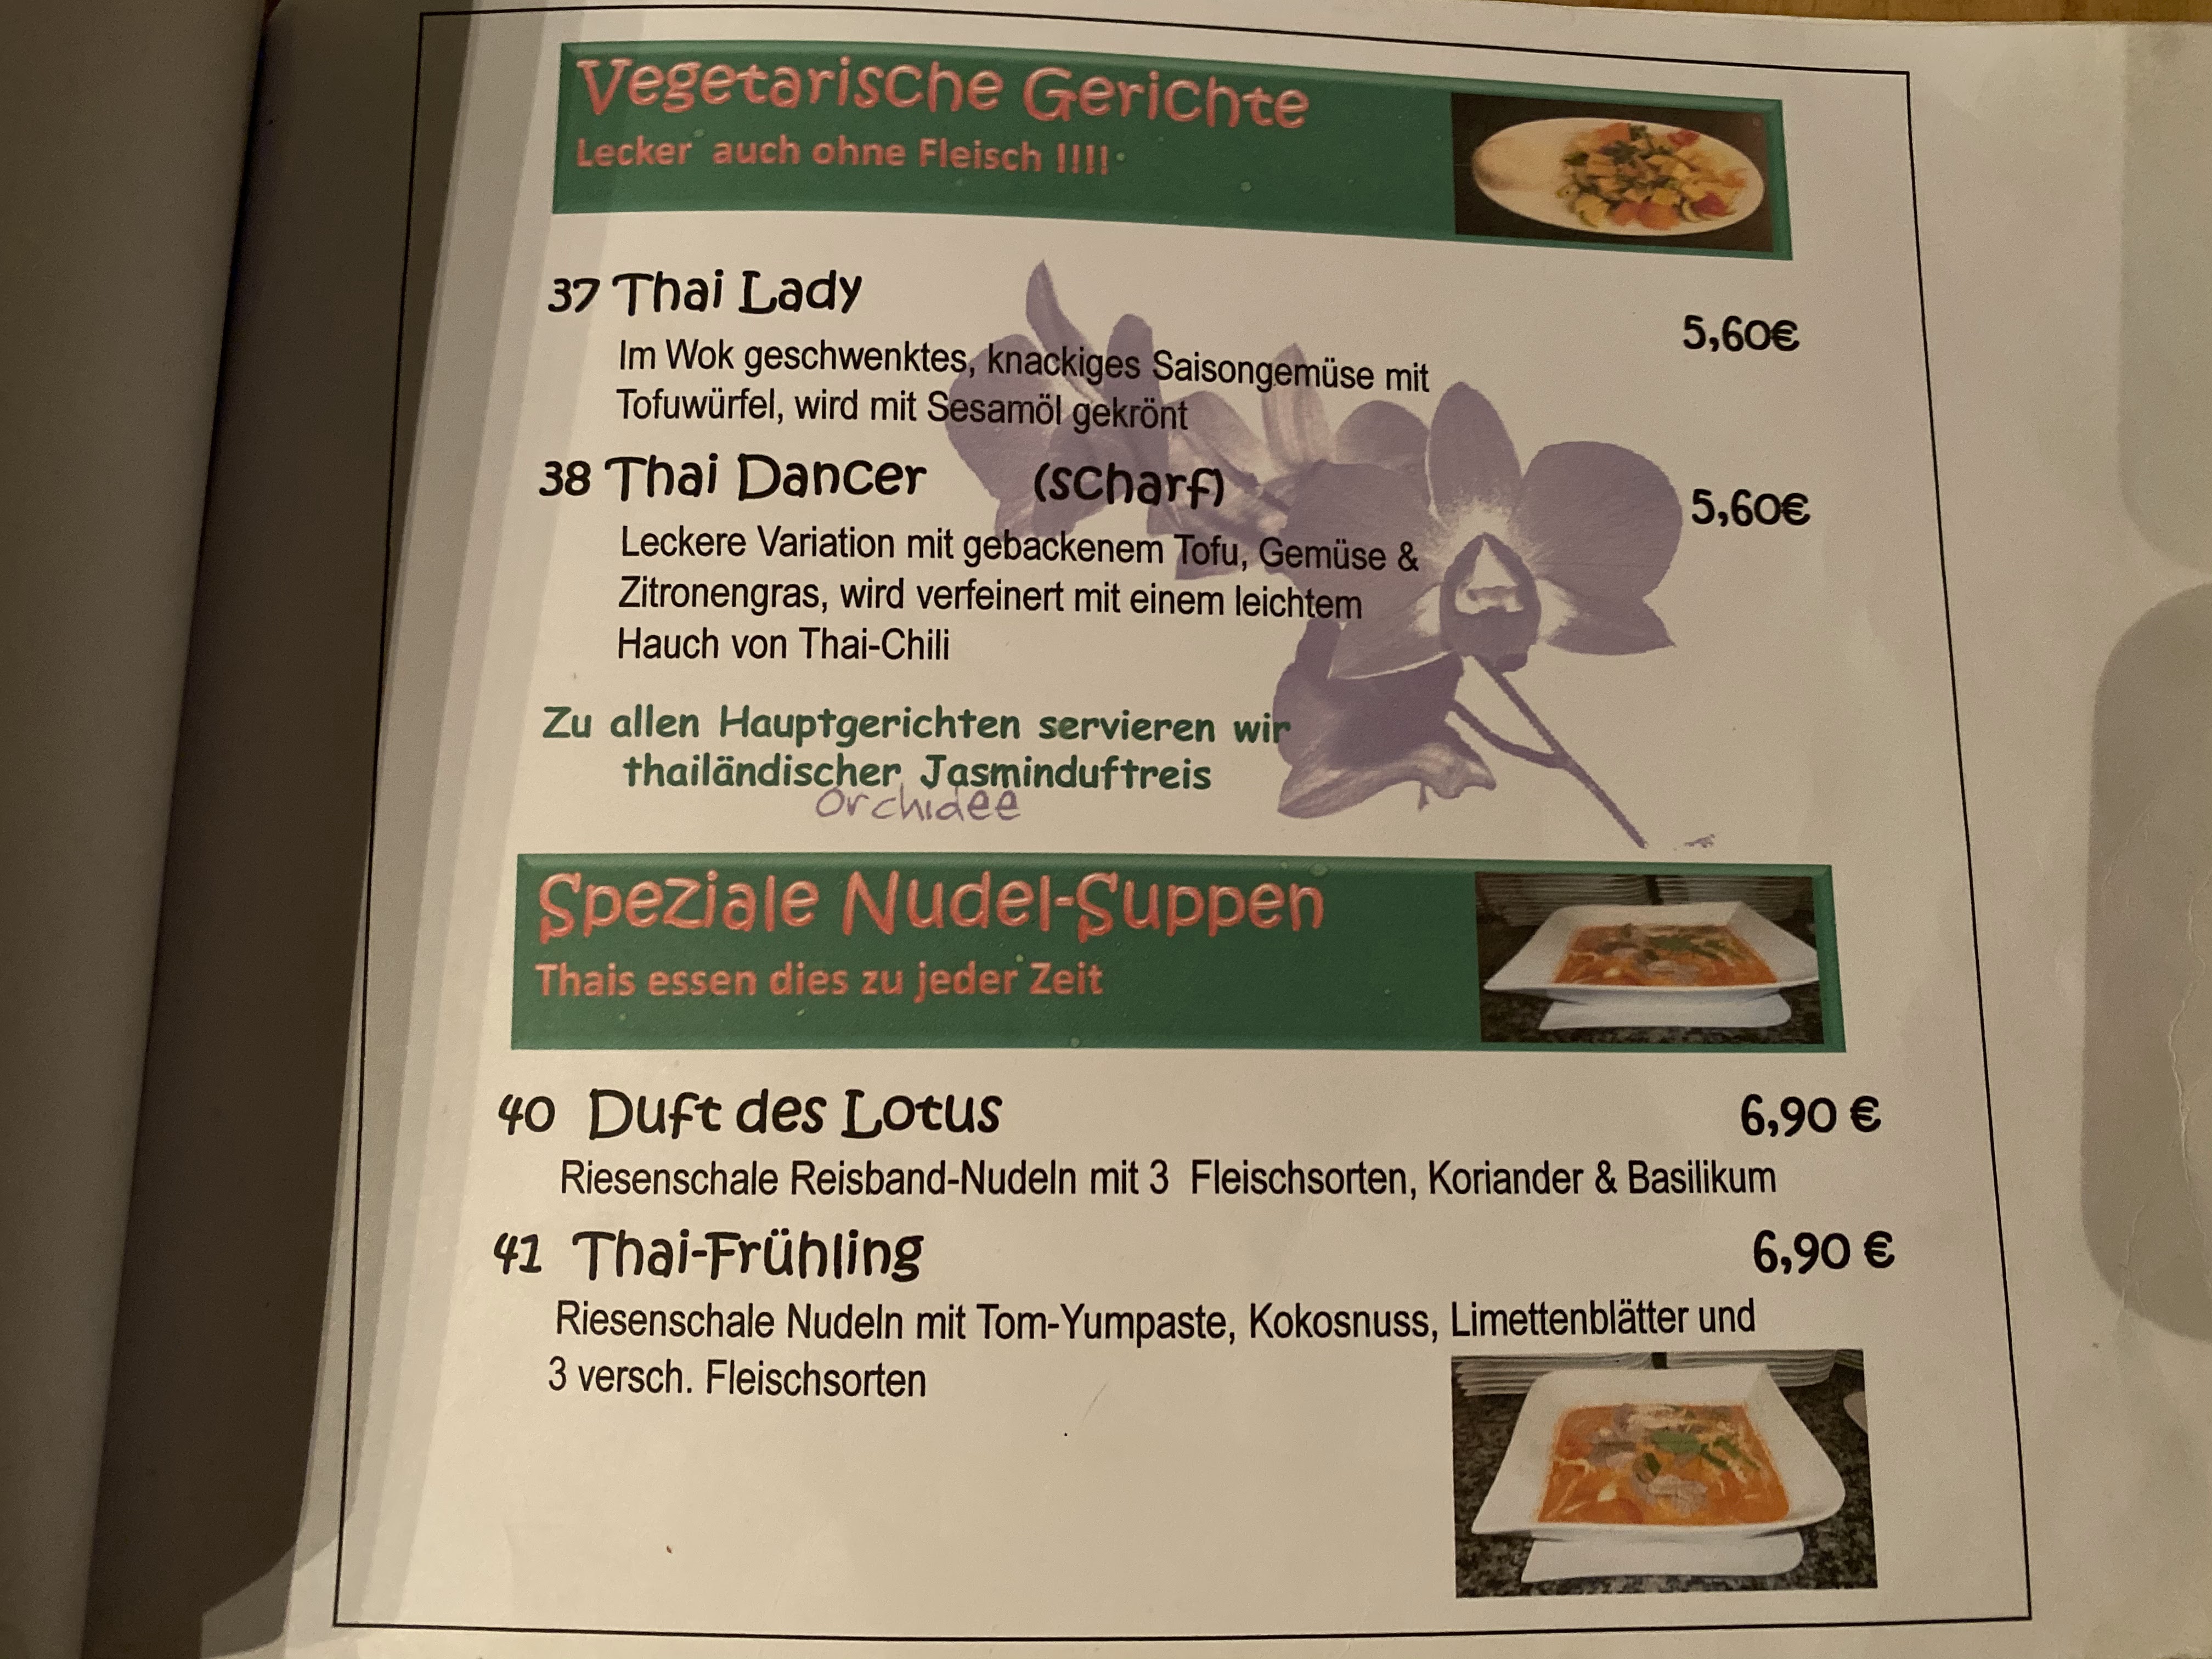 Vegetarische Gerichte
Lecker auch ohne Fleisch !!!!
37 Thai Lady
5,60€
Im Wok geschwenktes, knackiges Saisongemüse mit
Tofuwürfel, wird mit Sesamöl gekrönt
38 Thai Dancer (scharf)
5,60€
Leckere Variation mit gebackenem Tofu, Gemüse &
Zitronengras, wird verfeinert mit einem leichtem
Hauch von Thai-Chili
Zu allen Hauptgerichten servieren wir
thailändischer Jasminduftreis
Orchidee
Speziale Nudel-Suppen
Thais essen dies zu jeder Zeit
40 Duft des Lotus 6,90 €
Riesenschale Reisband-Nudeln mit 3 Fleischsorten, Koriander & Basilikum
41 Thai-Frühling 6,90 €
Riesenschale Nudeln mit Tom-Yumpaste, Kokosnuss, Limettenblätter und
3 versch. Fleischsorten